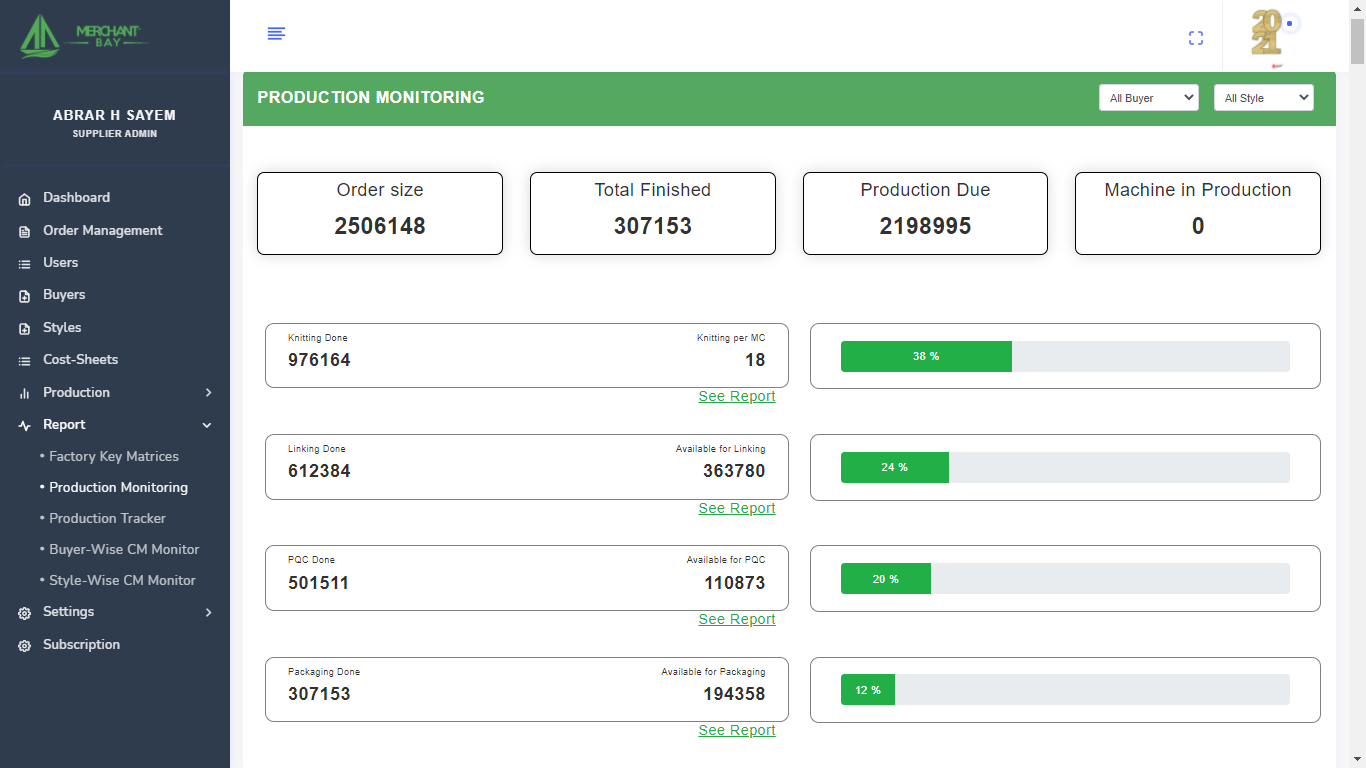 MERCHANT
BAY
20
21
ABRAR H SAYEM
SUPPLIER ADMIN
Dashboard
Order Management
Users
Buyers
Styles
Cost-Sheets
Production
Report
• Factory Key Matrices
• Production Monitoring
• Production Tracker
• Buyer-Wise CM Monitor
• Style-Wise CM Monitor
Settings
Subscription
PRODUCTION MONITORING
All Buyer
All Style
Order size
2506148
Total Finished
307153
Production Due
2198995
Machine in Production
0
Knitting Done
Knitting per MC
976164
18
38 %
See Report
Linking Done
Available for Linking
612384
363780
24 %
See Report
PQC Done
Available for PQC
501511
110873
20 %
See Report
Packaging Done
Available for Packaging
307153
194358
12 %
See Report